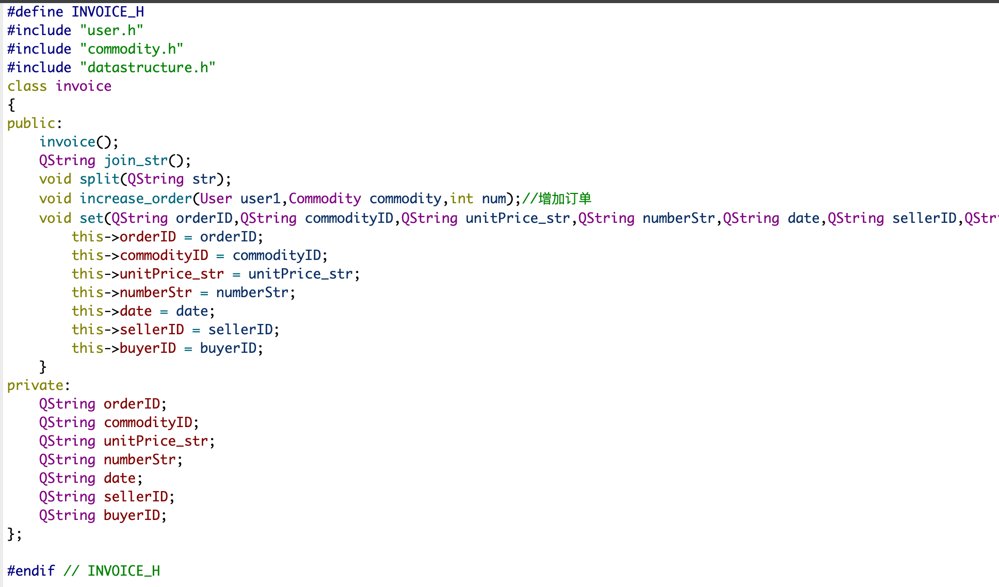 #define INVOICE_H
#include "user.h"
#include "commodity.h"
#include "datastructure.h"
class invoice
{
public:
    invoice();
    QString join_str();
    void split(QString str);
    void increase_order(User user1,Commodity commodity,int num);//增加订单
    void set(QString orderID,QString commodityID,QString unitPrice_str,QString numberStr,QString date,QString sellerID,
        this->orderID = orderID;
        this->commodityID = commodityID;
        this->unitPrice_str = unitPrice_str;
        this->numberStr = numberStr;
        this->date = date;
        this->sellerID = sellerID;
        this->buyerID = buyerID;
    }
private:
    QString orderID;
    QString commodityID;
    QString unitPrice_str;
    QString numberStr;
    QString date;
    QString sellerID;
    QString buyerID;
};
#endif // INVOICE_H